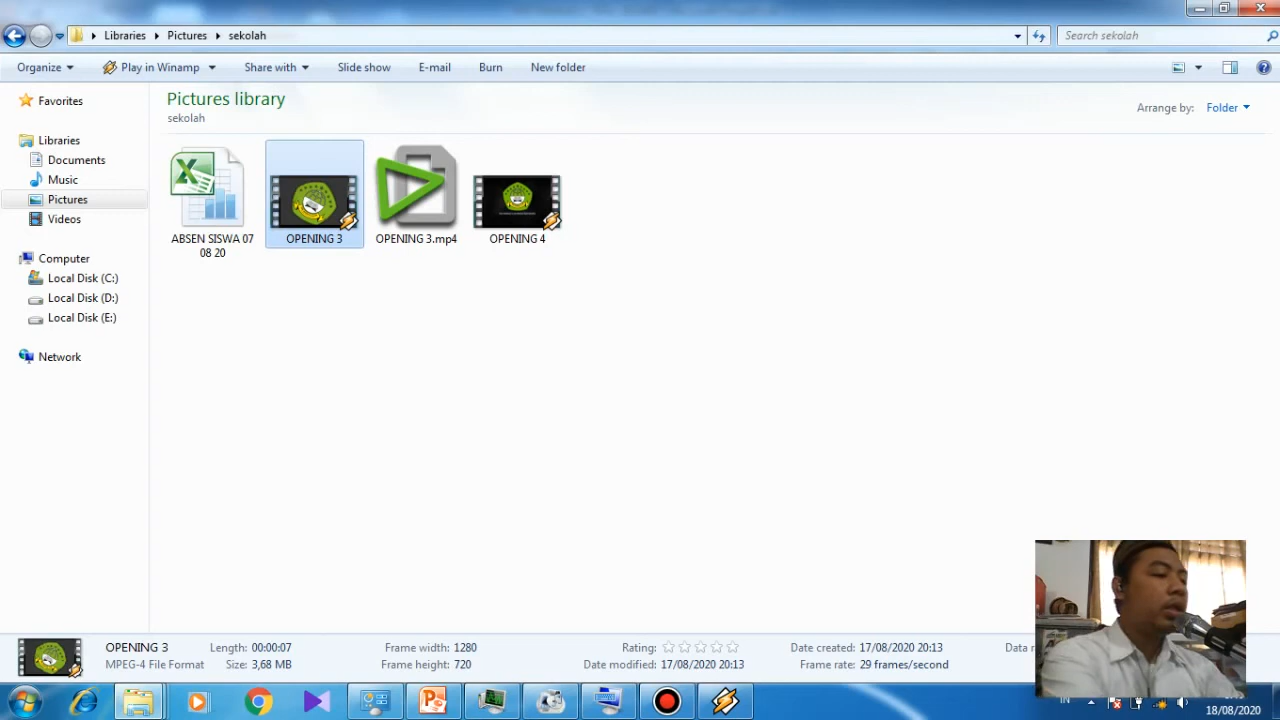 Libraries Pictures sekolah
Search sekolah
Organize Play in Winamp Share with Slide show E-mail Burn New folder
Favorites
Libraries
Documents
Music
Pictures
Videos
Computer
Local Disk (C:)
Local Disk (D:)
Local Disk (E:)
Network
Pictures library
sekolah
Arrange by: Folder
ABSEN SISWA 07
08 20
OPENING 3
OPENING 3.mp4
OPENING 4
OPENING 3
MPEG-4 File Format
Length: 00:00:07
Size: 3,68 MB
Frame width: 1280
Frame height: 720
Rating:
Date modified: 17/08/2020 20:13
Date created: 17/08/2020 20:13
Frame rate: 29 frames/second
18/08/2020